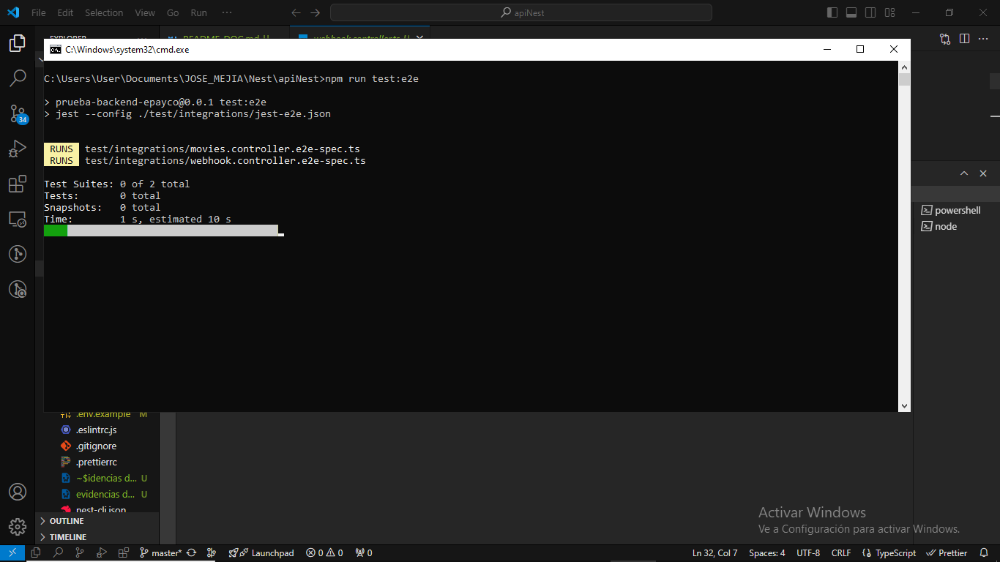 File Edit Selection View Go Run ··· apiNest
EXPLORER
README_DOC.md U
C:\Windows\system32\cmd.exe
C:\Users\User\Documents\JOSE_MEJIA\Nest\apiNest>npm run test:e2e
> prueba-backend-epayco@0.0.1 test:e2e
> jest --config ./test/integrations/jest-e2e.json
RUNS test/integrations/movies.controller.e2e-spec.ts
RUNS test/integrations/webhook.controller.e2e-spec.ts
Test Suites: 0 of 2 total
Tests: 0 total
Snapshots: 0 total
Time: 1 s, estimated 10 s
34
powershell
node
.env.example M
.eslintrc.js
.gitignore
.prettierrc
~$idencias d... U
evidencias d... U
nest-cli.json
OUTLINE
TIMELINE
Activar Windows
Ve a Configuración para activar Windows.
master* Launchpad 0 0 0 Ln 32, Col 7 Spaces: 4 UTF-8 CRLF {} TypeScript Prettier